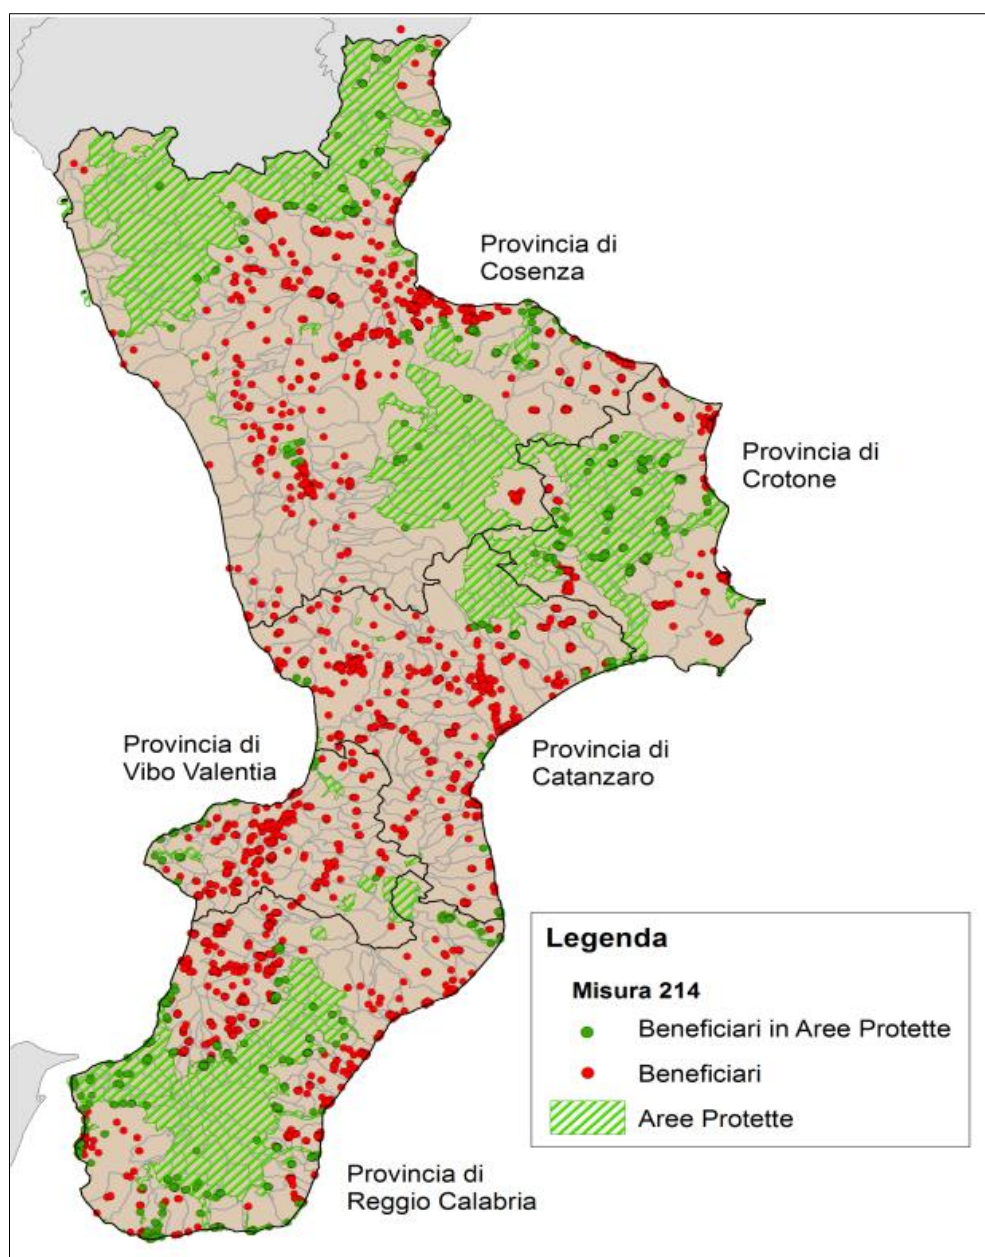 Provincia di
Cosenza
Provincia di
Crotone
Provincia di
Vibo Valentia
Provincia di
Catanzaro
Legenda
Misura 214
Beneficiari in Aree Protette
Beneficiari
Aree Protette
Provincia di
Reggio Calabria